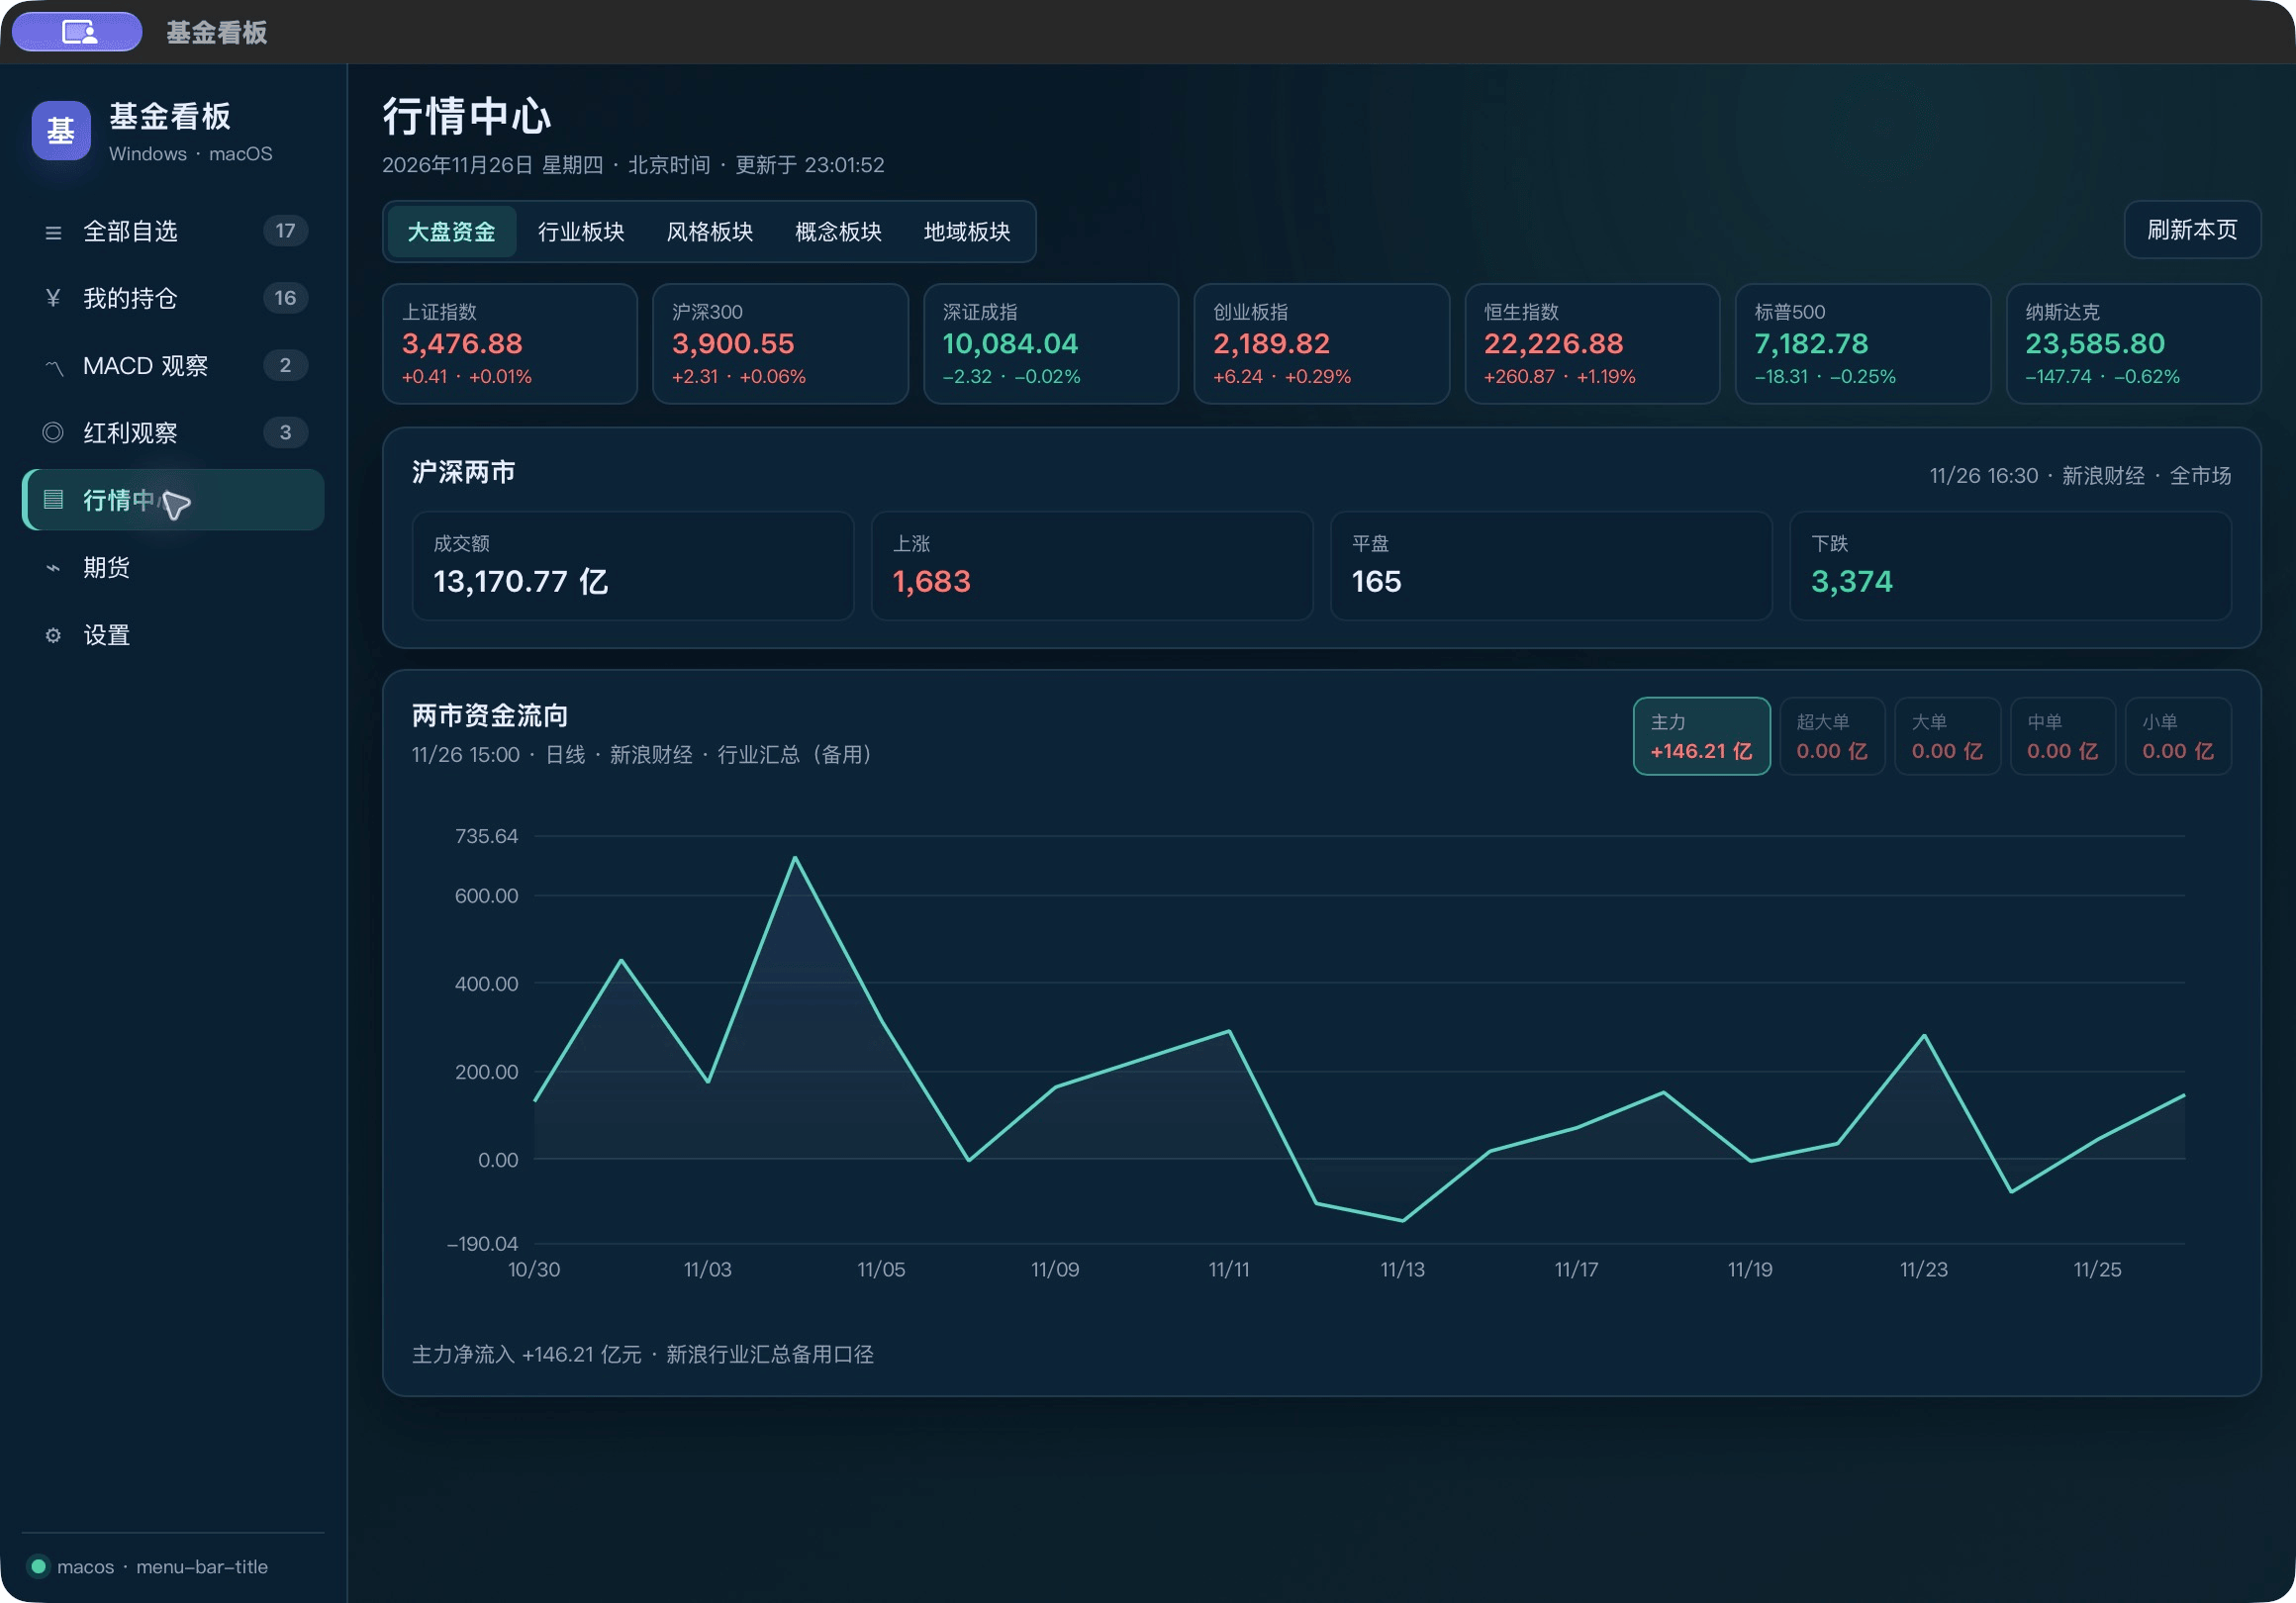 基金看板
基
基金看板
Windows · macOS
全部自选 17
¥ 我的持仓 16
MACD 观察 2
红利观察 3
行情中
期货
设置
macos · menu-bar-title
行情中心
2026年11月26日 星期四 · 北京时间 · 更新于 23:01:52
大盘资金 行业板块 风格板块 概念板块 地域板块
刷新本页
上证指数
3,476.88
+0.41 · +0.01%
沪深300
3,900.55
+2.31 · +0.06%
深证成指
10,084.04
−2.32 · −0.02%
创业板指
2,189.82
+6.24 · +0.29%
恒生指数
22,226.88
+260.87 · +1.19%
标普500
7,182.78
−18.31 · −0.25%
纳斯达克
23,585.80
−147.74 · −0.62%
沪深两市
11/26 16:30 · 新浪财经 · 全市场
成交额
13,170.77 亿
上涨
1,683
平盘
165
下跌
3,374
两市资金流向
11/26 15:00 · 日线 · 新浪财经 · 行业汇总（备用）
主力
+146.21 亿
超大单
0.00 亿
大单
0.00 亿
中单
0.00 亿
小单
0.00 亿
735.64
600.00
400.00
200.00
0.00
−190.04
10/30 11/03 11/05 11/09 11/11 11/13 11/17 11/19 11/23 11/25
主力净流入 +146.21 亿元 · 新浪行业汇总备用口径